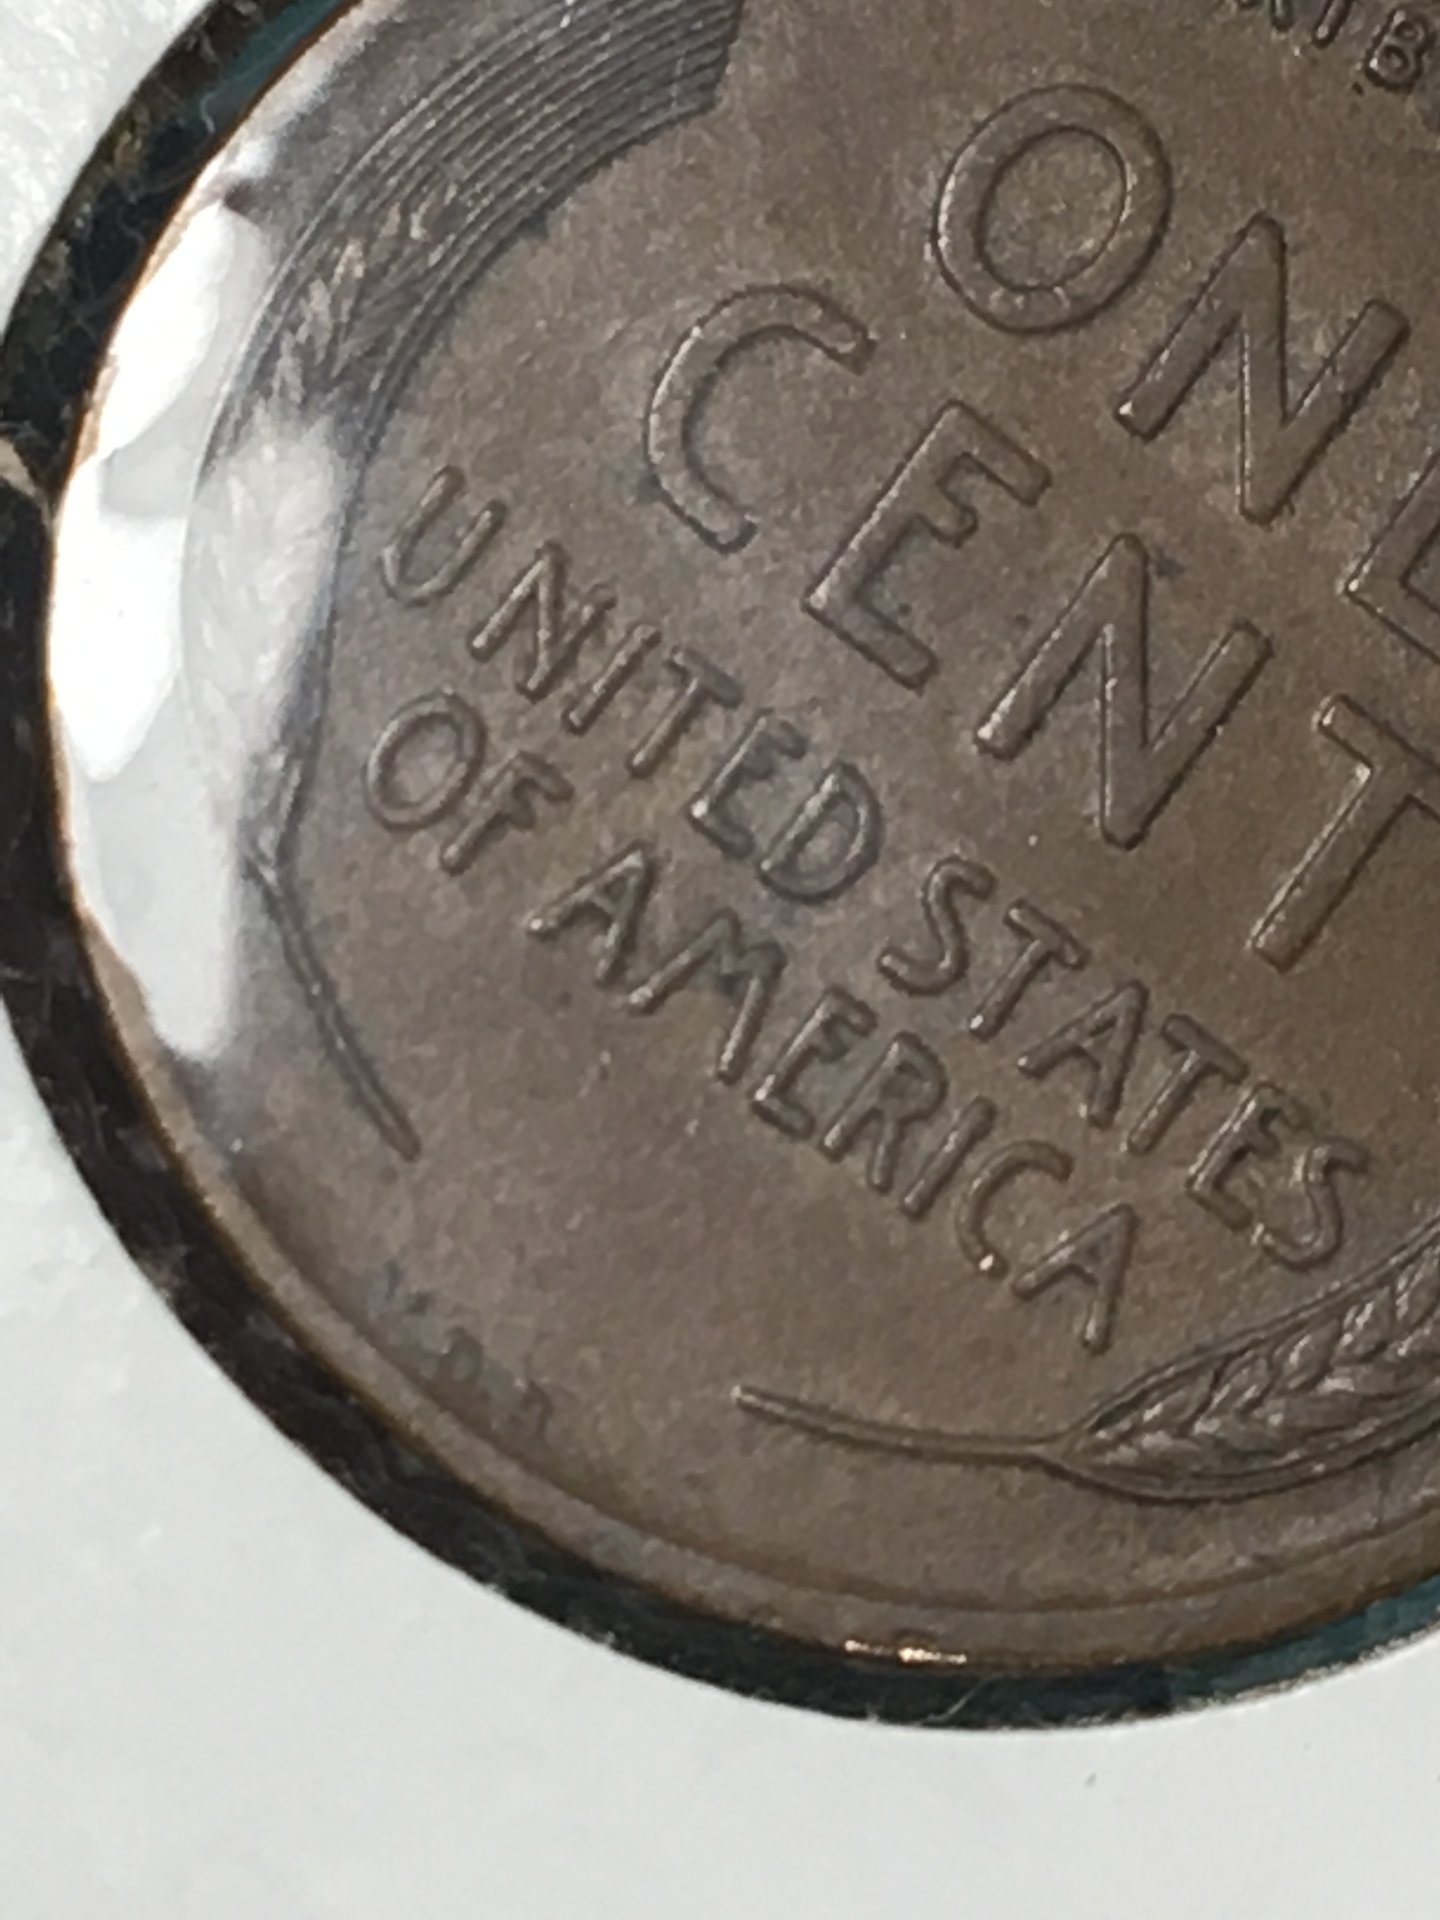 ONE
CENT
UNITED STATES
OF AMERICA
V.D.B.